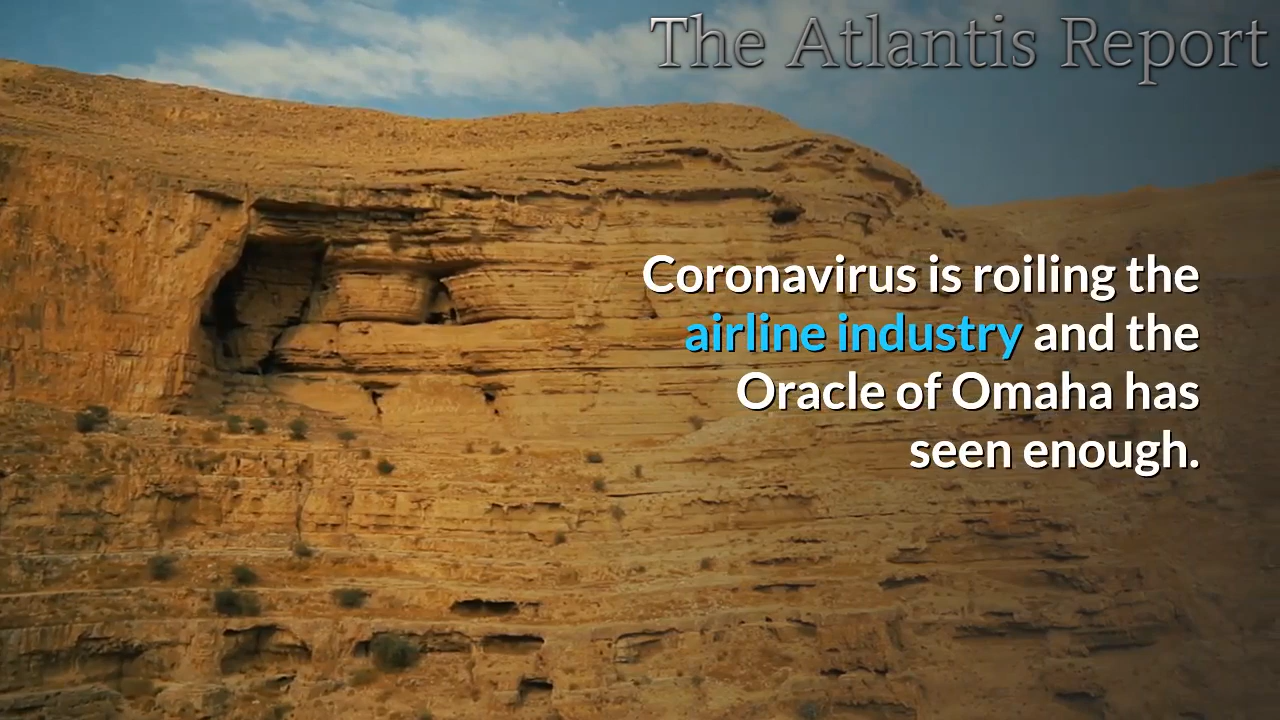 The Atlantis Report
Coronavirus is roiling the
airline industry and the
Oracle of Omaha has
seen enough.